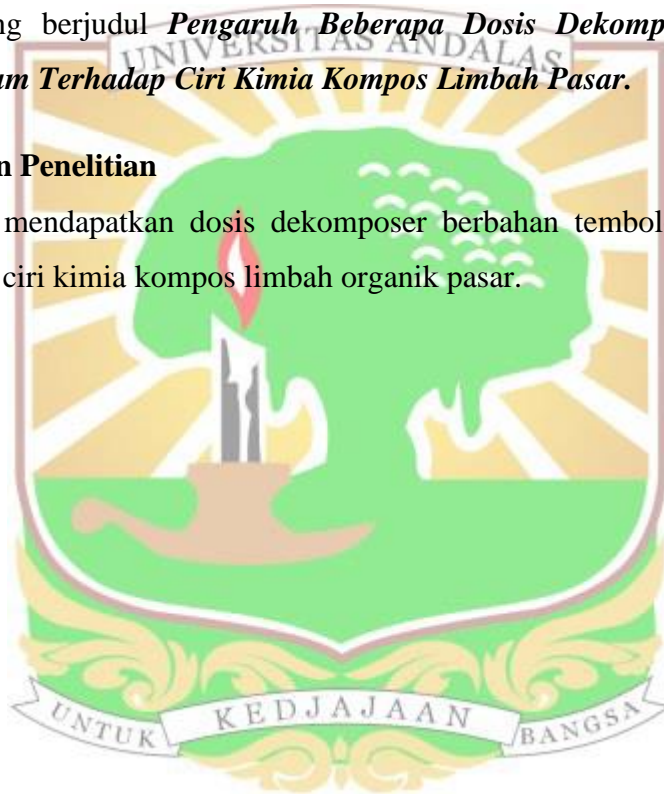 ng berjudul Pengaruh Beberapa Dosis Dekomp
UNIVERSITAS ANDALAS
am Terhadap Ciri Kimia Kompos Limbah Pasar.
n Penelitian
mendapatkan dosis dekomposer berbahan tembol
ciri kimia kompos limbah organik pasar.
UNTUK KEDJAJAAN BANGSA